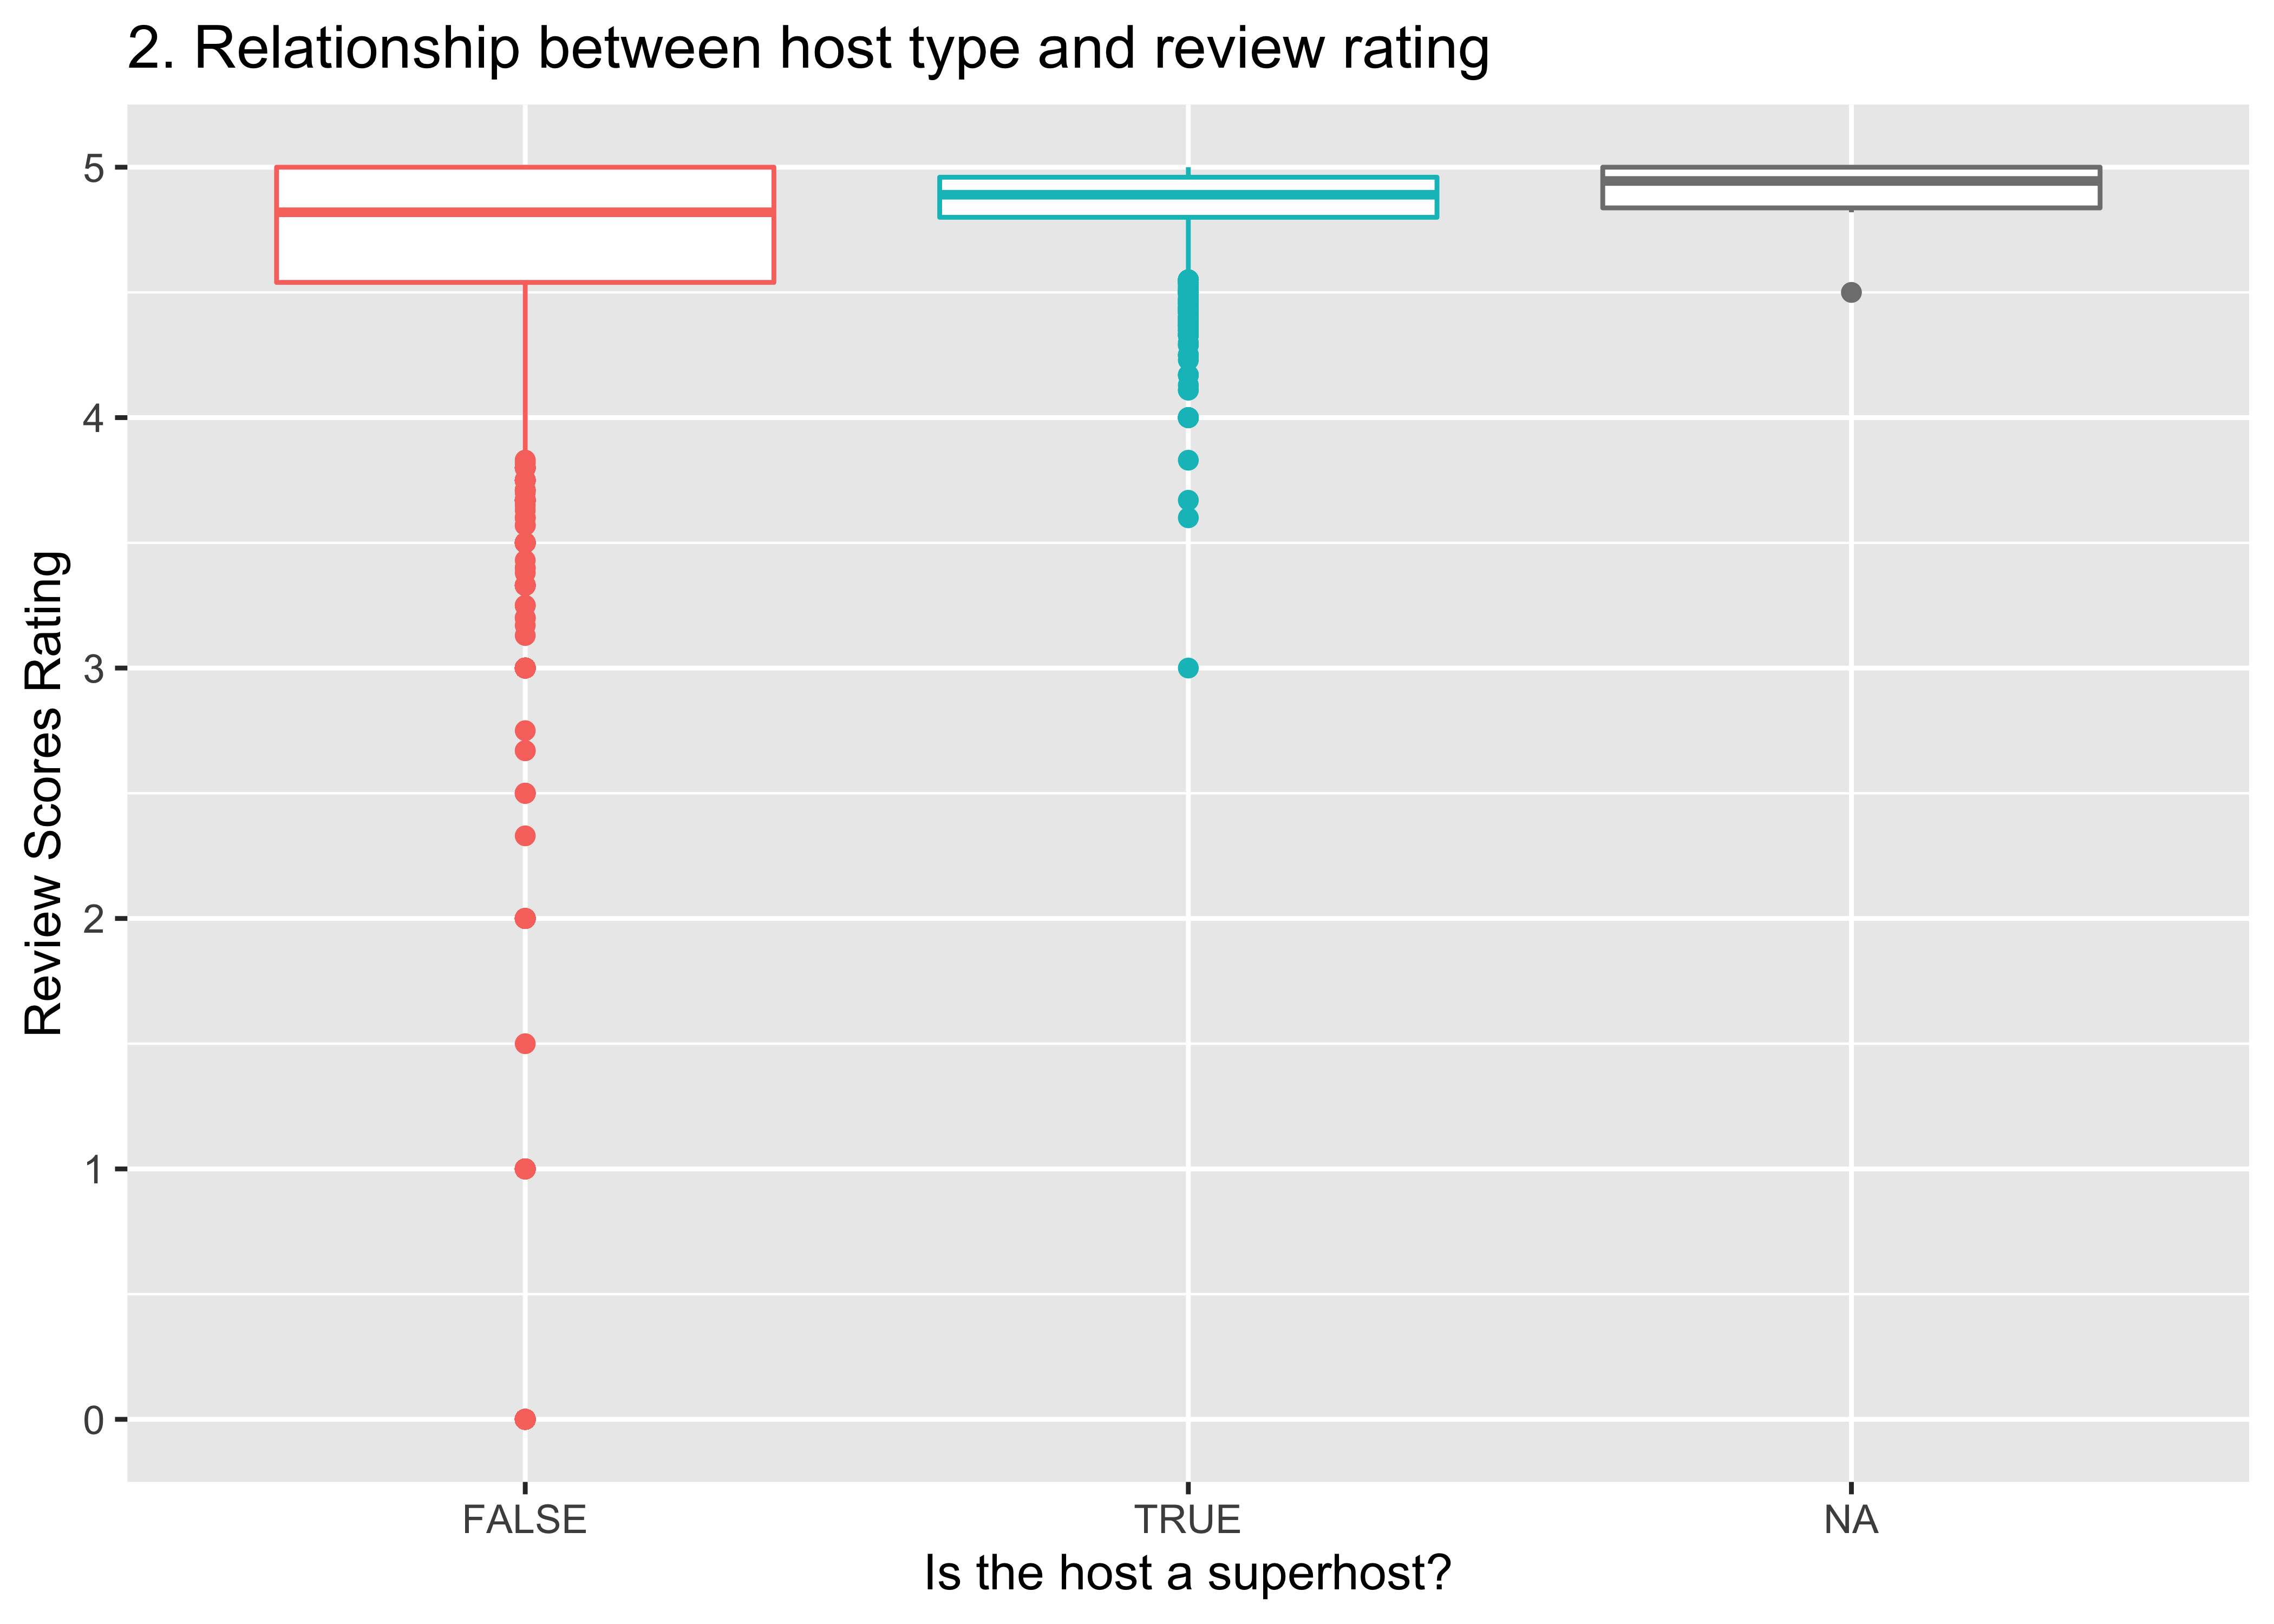 2. Relationship between host type and review rating
Review Scores Rating
5
4
3
2
1
0
FALSE
TRUE
NA
Is the host a superhost?